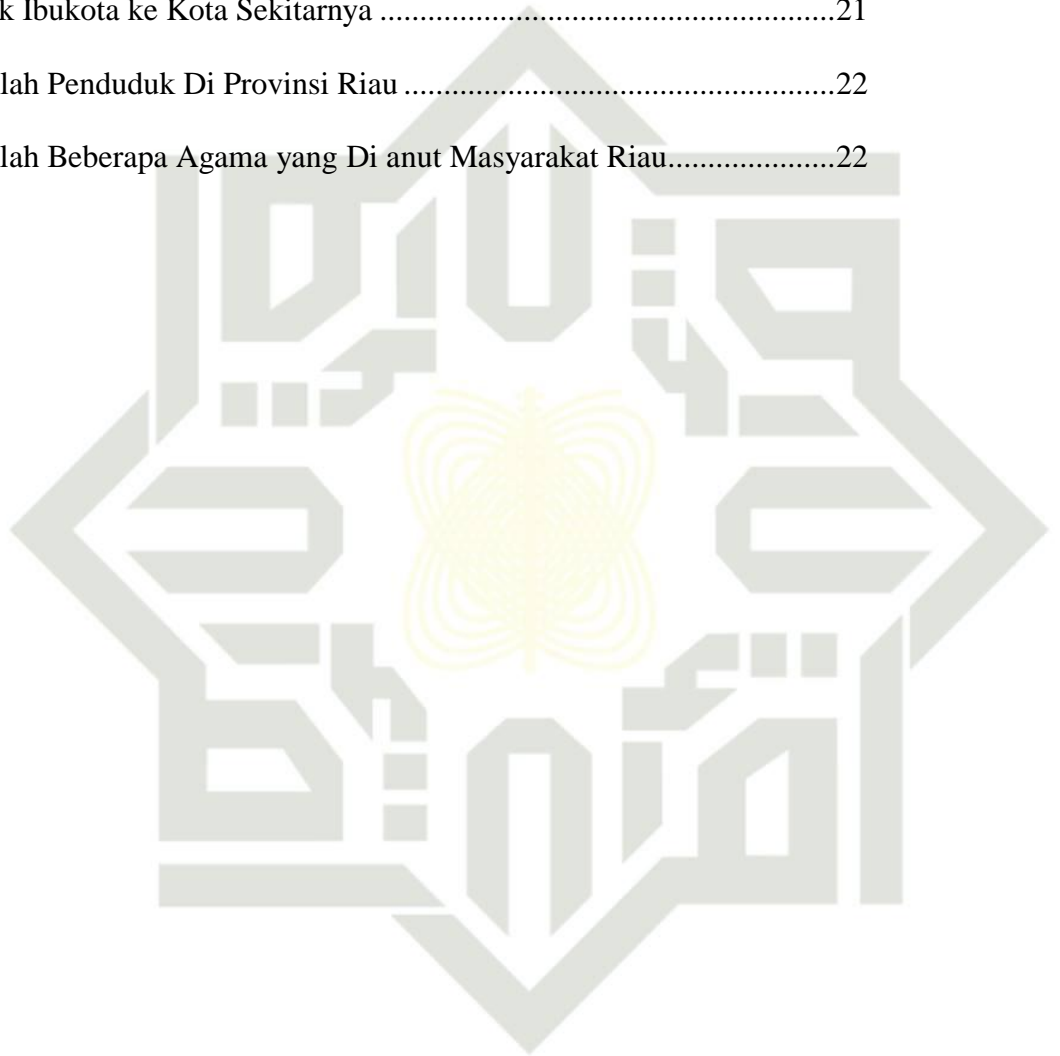 k Ibukota ke Kota Sekitarnya ..........................................................21
lah Penduduk Di Provinsi Riau ......................................................22
lah Beberapa Agama yang Di anut Masyarakat Riau.....................22